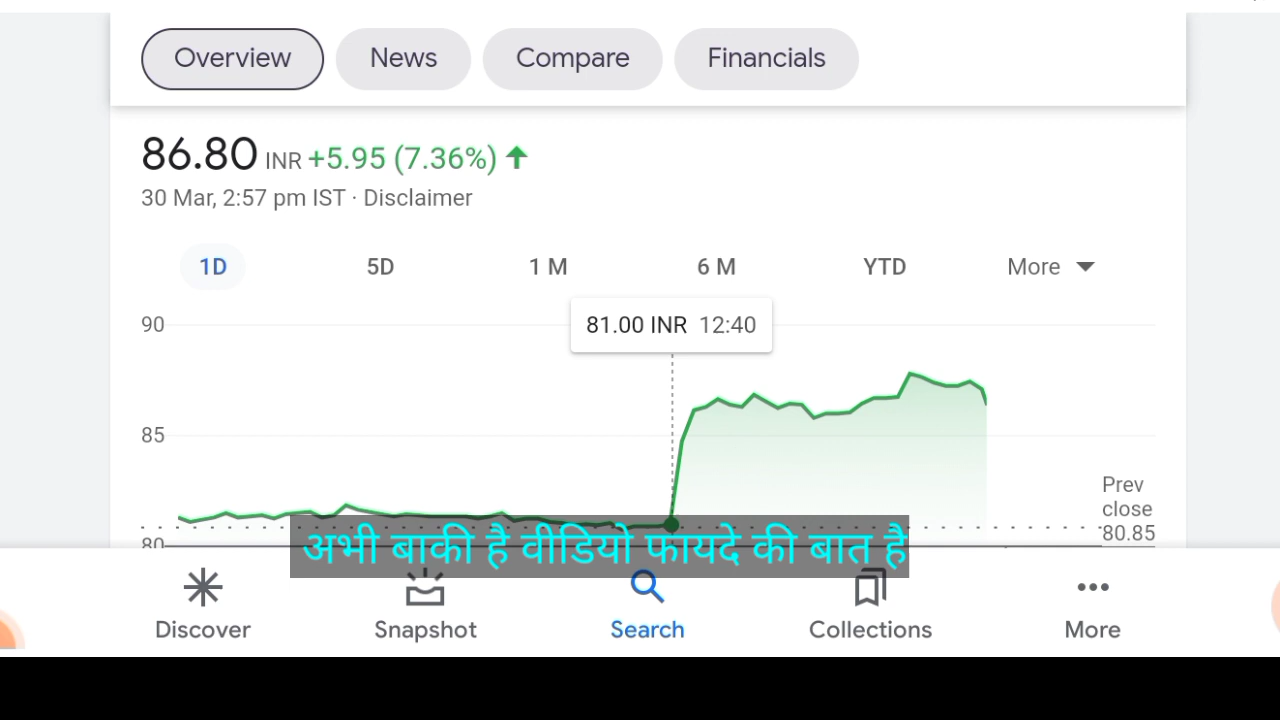 Overview News Compare Financials
86.80 INR +5.95 (7.36%)
30 Mar, 2:57 pm IST · Disclaimer
1D 5D 1 M 6 M YTD More
81.00 INR 12:40
90
85
80
Prev
close
80.85
अभी बाकी है वीडियो फायदे की बात है
Discover Snapshot Search Collections More